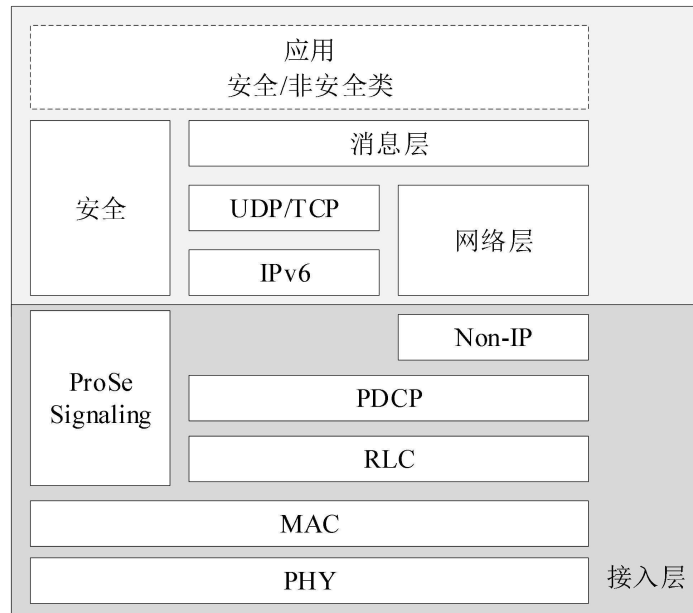 应用
安全/非安全类
安全
消息层
UDP/TCP
IPv6
网络层
ProSe
Signaling
Non-IP
PDCP
RLC
MAC
PHY
接入层